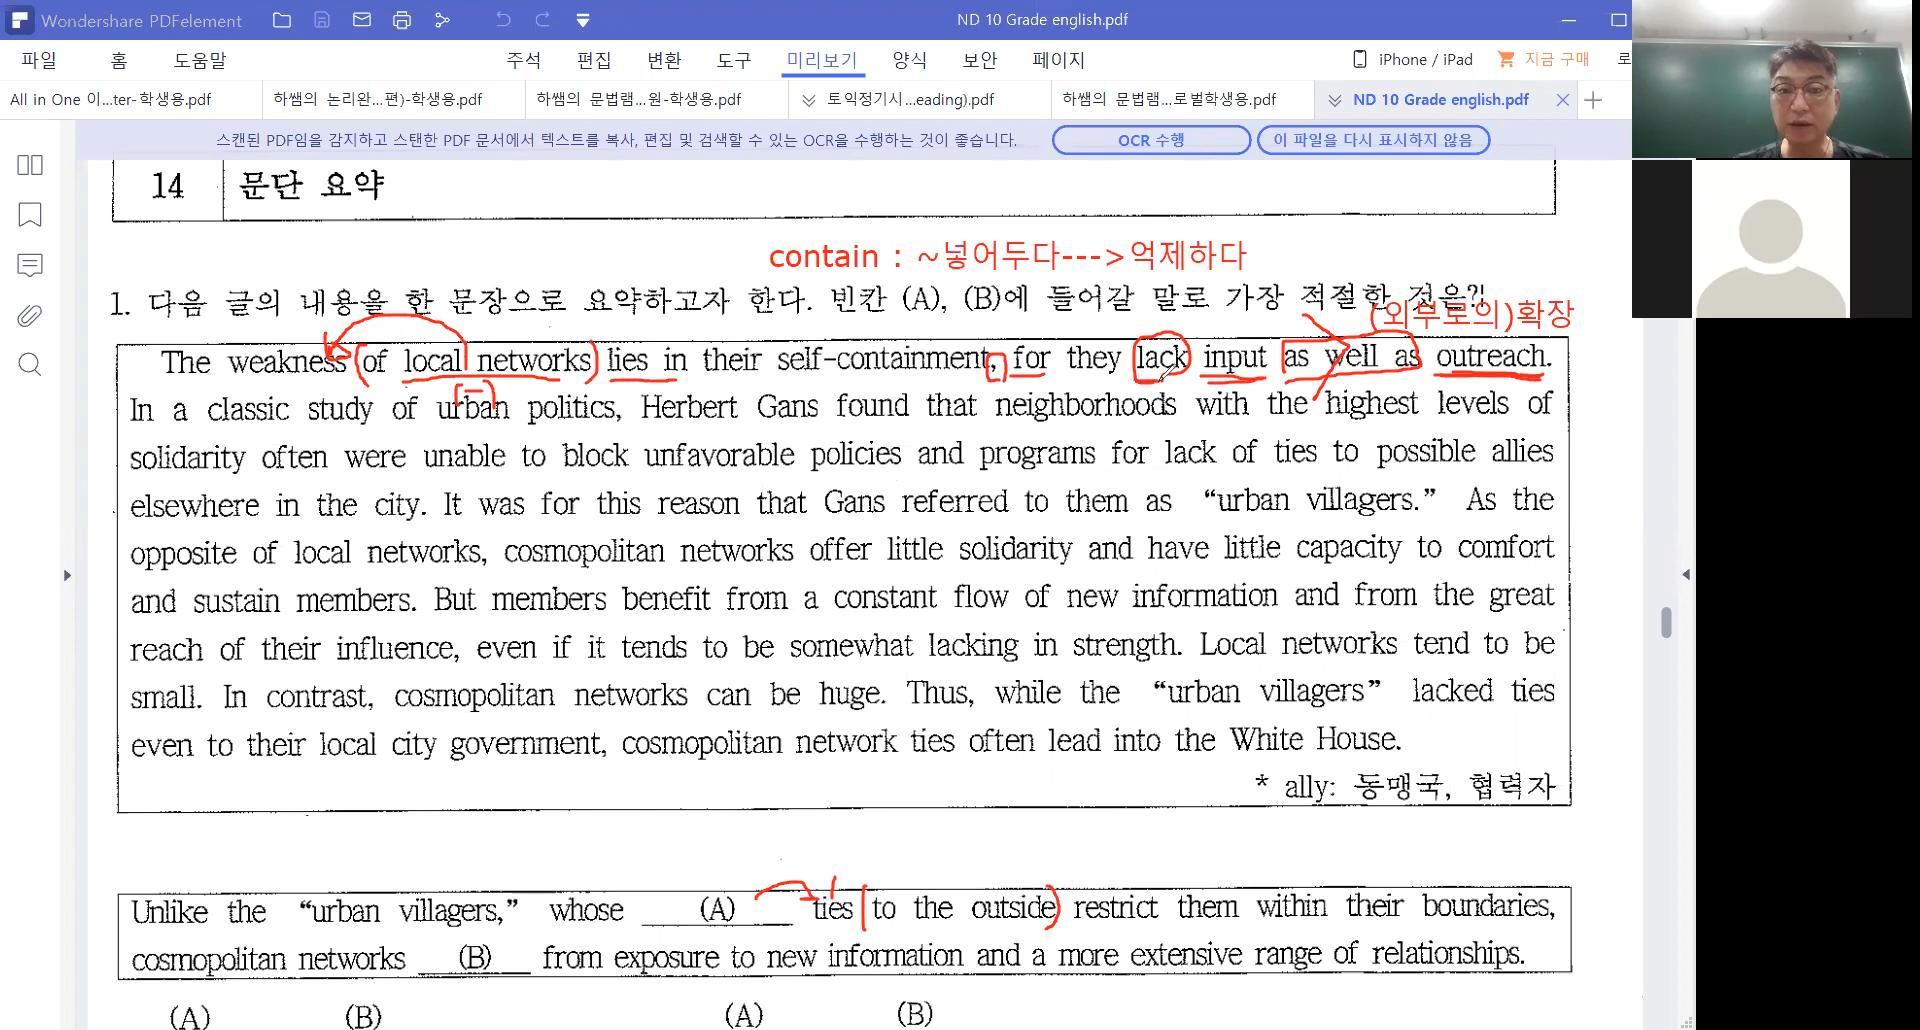 Wondershare PDFelement
ND 10 Grade english.pdf
파일 홈 도움말 주석 편집 변환 도구 미리보기 양식 보안 페이지 iPhone / iPad 지금 구매 로
All in One 이...ter-학생용.pdf 하쌤의 논리완...편)-학생용.pdf 하쌤의 문법램...원-학생용.pdf 토익정기시...eading).pdf 하쌤의 문법램...로벌학생용.pdf ND 10 Grade english.pdf
스캔된 PDF임을 감지하고 스탠한 PDF 문서에서 텍스트를 복사, 편집 및 검색할 수 있는 OCR을 수행하는 것이 좋습니다. OCR 수행 이 파일을 다시 표시하지 않음
14 문단 요약
contain : ~넣어두다--->억제하다
1. 다음 글의 내용을 한 문장으로 요약하고자 한다. 빈칸 (A), (B)에 들어갈 말로 가장 적절한 것은?
(외부로의)확장
The weakness of local networks lies in their self-containment, for they lack input as well as outreach.
(-)
In a classic study of urban politics, Herbert Gans found that neighborhoods with the highest levels of
solidarity often were unable to block unfavorable policies and programs for lack of ties to possible allies
elsewhere in the city. It was for this reason that Gans referred to them as “urban villagers.” As the
opposite of local networks, cosmopolitan networks offer little solidarity and have little capacity to comfort
and sustain members. But members benefit from a constant flow of new information and from the great
reach of their influence, even if it tends to be somewhat lacking in strength. Local networks tend to be
small. In contrast, cosmopolitan networks can be huge. Thus, while the “urban villagers” lacked ties
even to their local city government, cosmopolitan network ties often lead into the White House.
* ally: 동맹국, 협력자
Unlike the “urban villagers,” whose (A) ties to the outside restrict them within their boundaries,
cosmopolitan networks (B) from exposure to new information and a more extensive range of relationships.
(A) (B) (A) (B)